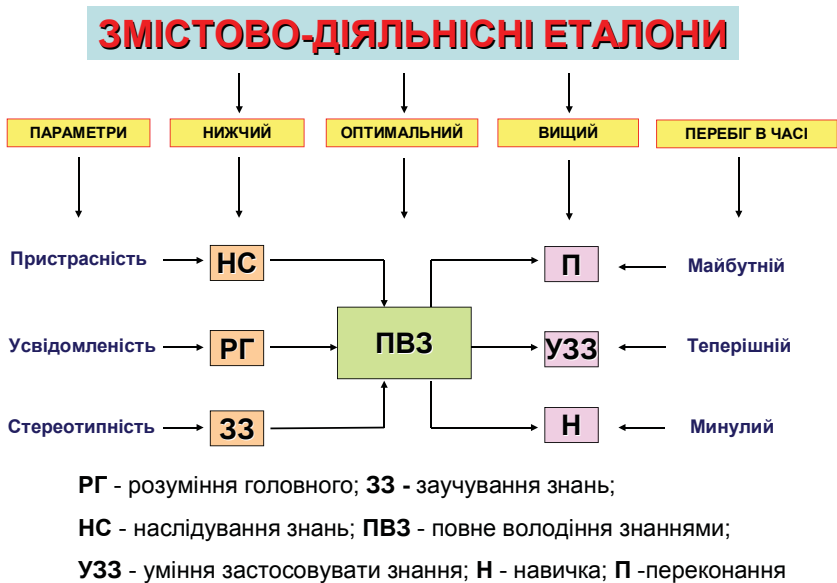 ЗМІСТОВО-ДІЯЛЬНІСНІ ЕТАЛОНИ
ПАРАМЕТРИ НИЖЧИЙ ОПТИМАЛЬНИЙ ВИЩИЙ ПЕРЕБІГ В ЧАСІ
Пристрасність НС П Майбутній
Усвідомленість РГ ПВЗ УЗЗ Теперішній
Стереотипність ЗЗ Н Минулий
РГ - розуміння головного; ЗЗ - заучування знань;
НС - наслідування знань; ПВЗ - повне володіння знаннями;
УЗЗ - уміння застосовувати знання; Н - навичка; П -переконання